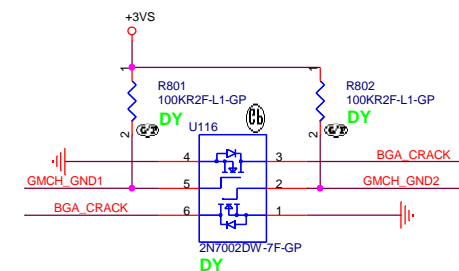 +3VS
1
1
R801
100KR2F-L1-GP
DY
R802
100KR2F-L1-GP
DY
2
2
U116
4
3
BGA_CRACK
GMCH_GND1
5
2
GMCH_GND2
BGA_CRACK
6
1
2N7002DW-7F-GP
DY